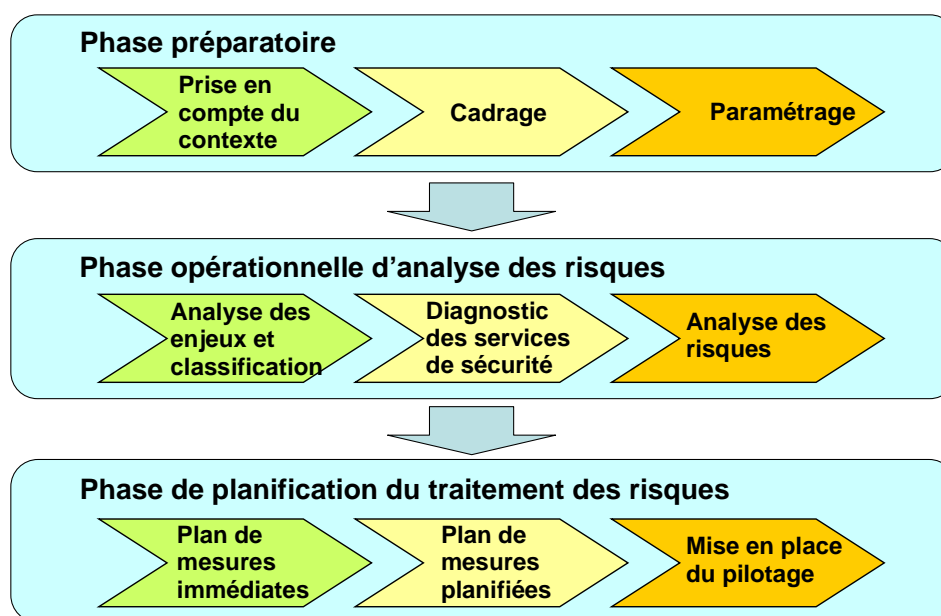 Phase préparatoire
Prise en
compte du
contexte
Cadrage
Paramétrage
Phase opérationnelle d'analyse des risques
Analyse des
enjeux et
classification
Diagnostic
des services
de sécurité
Analyse des
risques
Phase de planification du traitement des risques
Plan de
mesures
immédiates
Plan de
mesures
planifiées
Mise en place
du pilotage